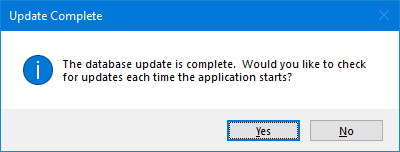 Update Complete
The database update is complete.  Would you like to check
for updates each time the application starts?
Yes
No